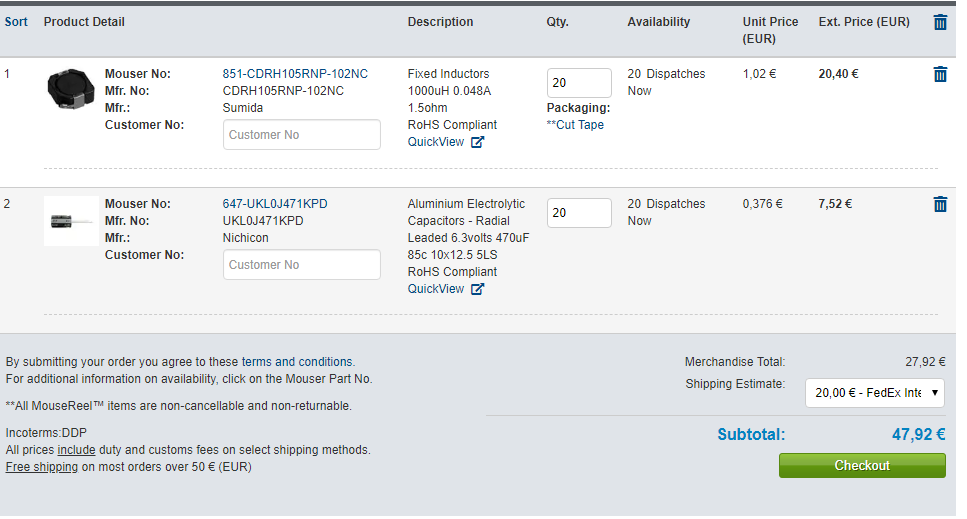 Sort Product Detail Description Qty. Availability Unit Price (EUR) Ext. Price (EUR)
1
Mouser No: 851-CDRH105RNP-102NC
Mfr. No: CDRH105RNP-102NC
Mfr.: Sumida
Customer No: Customer No
Fixed Inductors
1000uH 0.048A
1.5ohm
RoHS Compliant
QuickView
20
Packaging:
**Cut Tape
20 Dispatches
Now
1,02 €
20,40 €
2
Mouser No: 647-UKL0J471KPD
Mfr. No: UKL0J471KPD
Mfr.: Nichicon
Customer No: Customer No
Aluminium Electrolytic
Capacitors - Radial
Leaded 6.3volts 470uF
85c 10x12.5 5LS
RoHS Compliant
QuickView
20
20 Dispatches
Now
0,376 €
7,52 €
By submitting your order you agree to these terms and conditions.
For additional information on availability, click on the Mouser Part No.
**All MouseReel™ items are non-cancellable and non-returnable.
Incoterms:DDP
All prices include duty and customs fees on select shipping methods.
Free shipping on most orders over 50 € (EUR)
Merchandise Total: 27,92 €
Shipping Estimate: 20,00 € - FedEx Inte
Subtotal: 47,92 €
Checkout